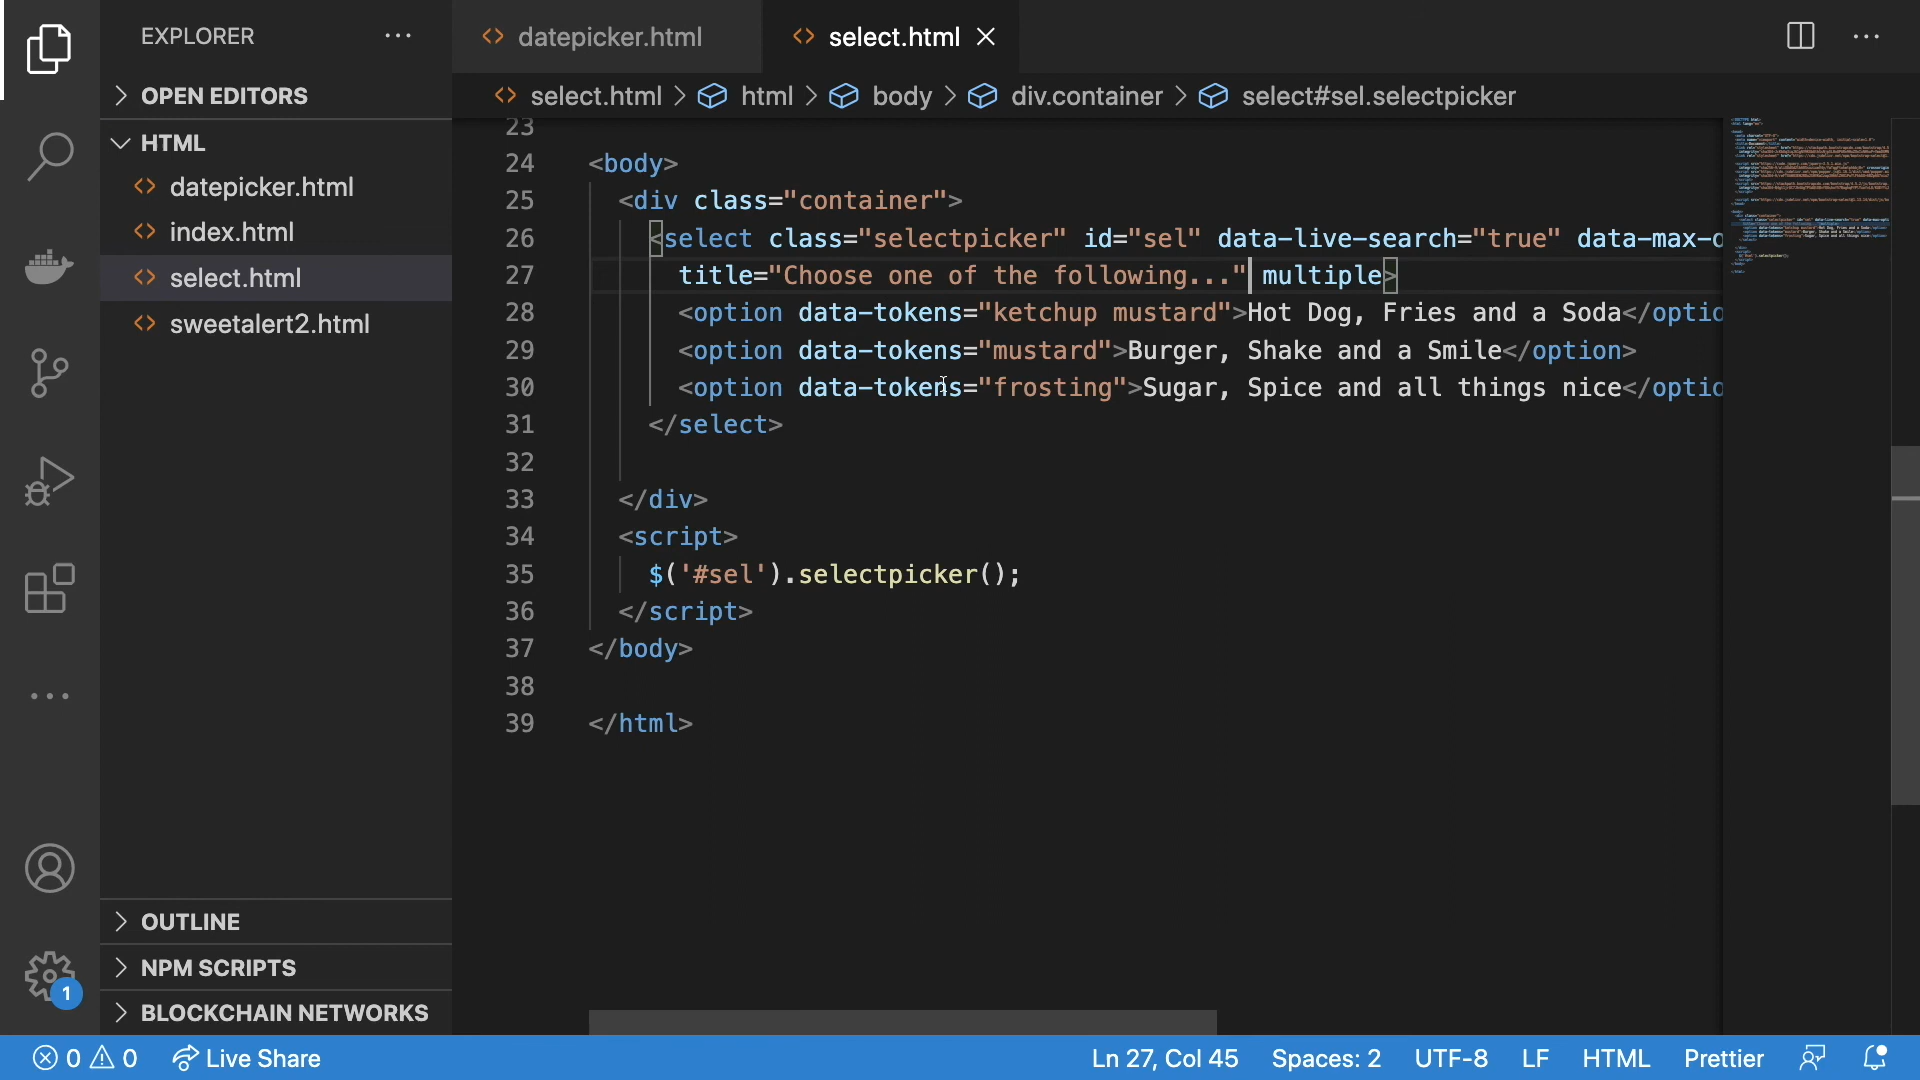 EXPLORER
OPEN EDITORS
HTML
datepicker.html
index.html
select.html
sweetalert2.html
OUTLINE
NPM SCRIPTS
BLOCKCHAIN NETWORKS
1
datepicker.html
select.html
select.html > html > body > div.container > select#sel.selectpicker
23
24 <body>
25 <div class="container">
26 <select class="selectpicker" id="sel" data-live-search="true" data-max-o
27 title="Choose one of the following..." multiple>
28 <option data-tokens="ketchup mustard">Hot Dog, Fries and a Soda</optio
29 <option data-tokens="mustard">Burger, Shake and a Smile</option>
30 <option data-tokens="frosting">Sugar, Spice and all things nice</optio
31 </select>
32
33 </div>
34 <script>
35 $('#sel').selectpicker();
36 </script>
37 </body>
38
39 </html>
0 0 Live Share
Ln 27, Col 45 Spaces: 2 UTF-8 LF HTML Prettier